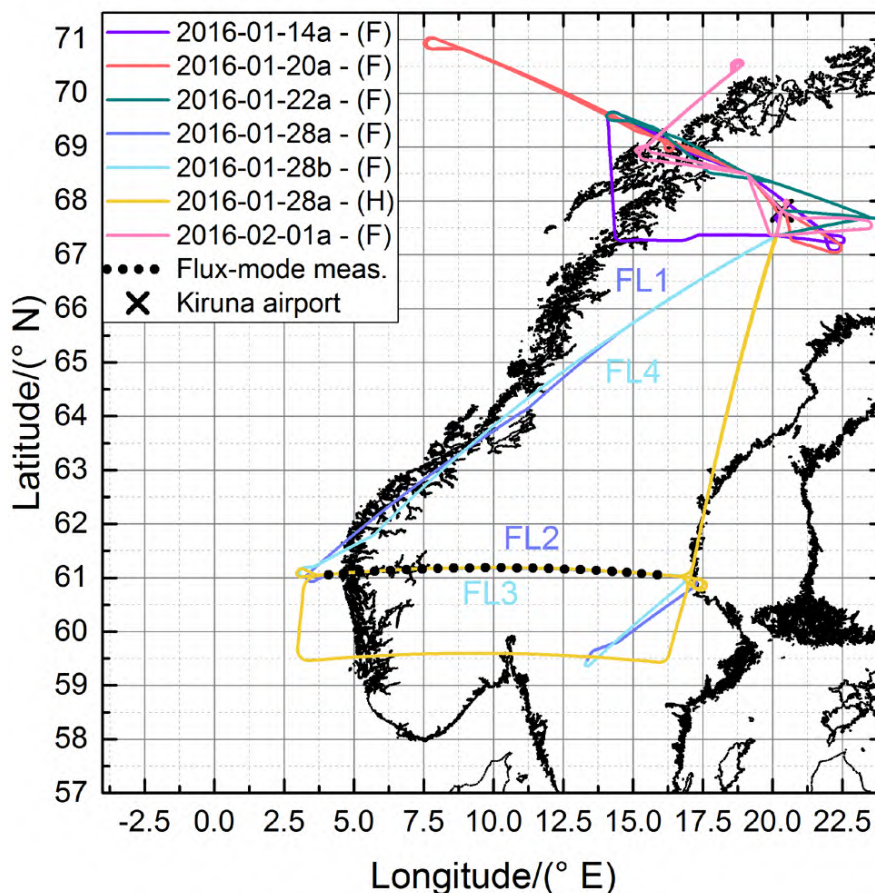 71
70
69
68
67
66
65
64
63
62
61
60
59
58
57
Latitude/(° N)
2016-01-14a - (F)
2016-01-20a - (F)
2016-01-22a - (F)
2016-01-28a - (F)
2016-01-28b - (F)
2016-01-28a - (H)
2016-02-01a - (F)
Flux-mode meas.
Kiruna airport
FL1
FL4
FL2
FL3
-2.5 0.0 2.5 5.0 7.5 10.0 12.5 15.0 17.5 20.0 22.5
Longitude/(° E)